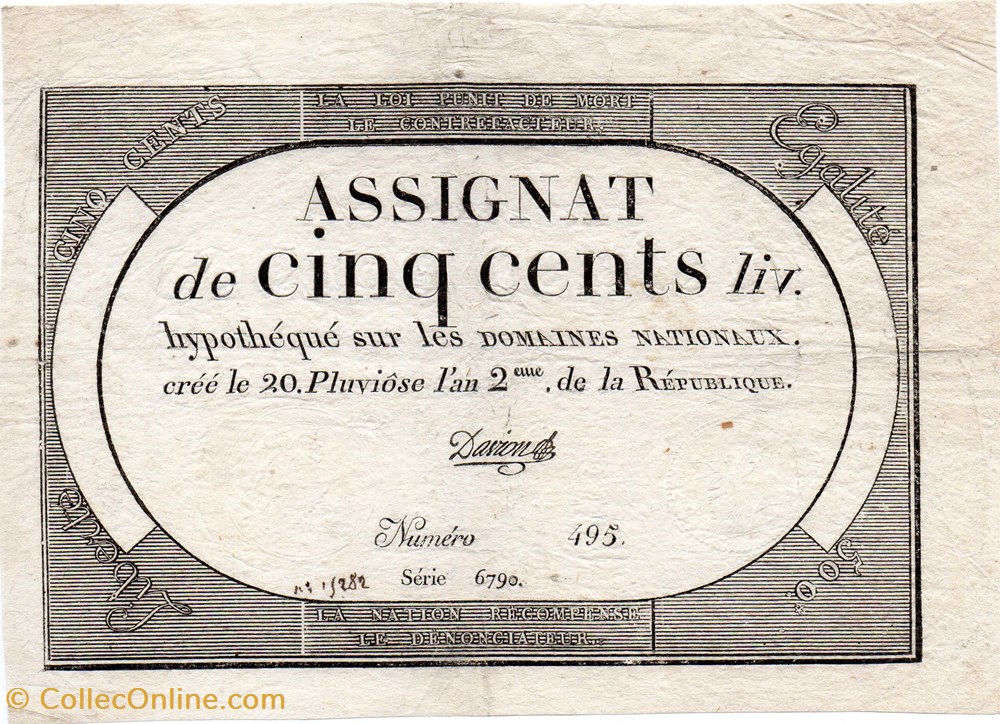 LA LOI PUNIT DE MORT
LE CONTREFACTEUR.
CINQ CENTS
Egalité
ASSIGNAT
de cinq cents liv.
hypothéqué sur les DOMAINES NATIONAUX.
créé le 20. Pluviôse l'an 2eme. de la RÉPUBLIQUE.
Davion
Numéro 495.
Série 6790.
500.
LA NATION RÉCOMPENSE
LE DÉNONCIATEUR.
© CollecOnline.com